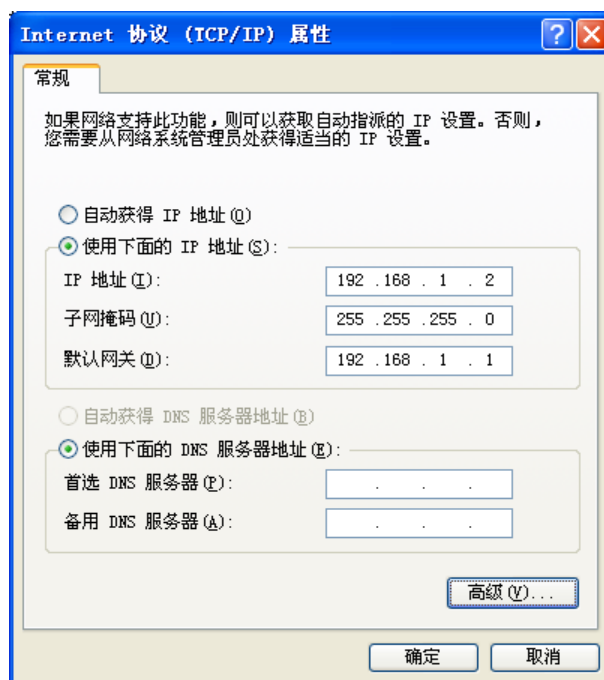 Internet 协议 (TCP/IP) 属性
常规
如果网络支持此功能，则可以获取自动指派的 IP 设置。否则，
您需要从网络系统管理员处获得适当的 IP 设置。
自动获得 IP 地址(O)
使用下面的 IP 地址(S):
IP 地址(I): 192 .168 . 1 . 2
子网掩码(U): 255 .255 .255 . 0
默认网关(D): 192 .168 . 1 . 1
自动获得 DNS 服务器地址(B)
使用下面的 DNS 服务器地址(E):
首选 DNS 服务器(P): . . .
备用 DNS 服务器(A): . . .
高级(V)...
确定 取消